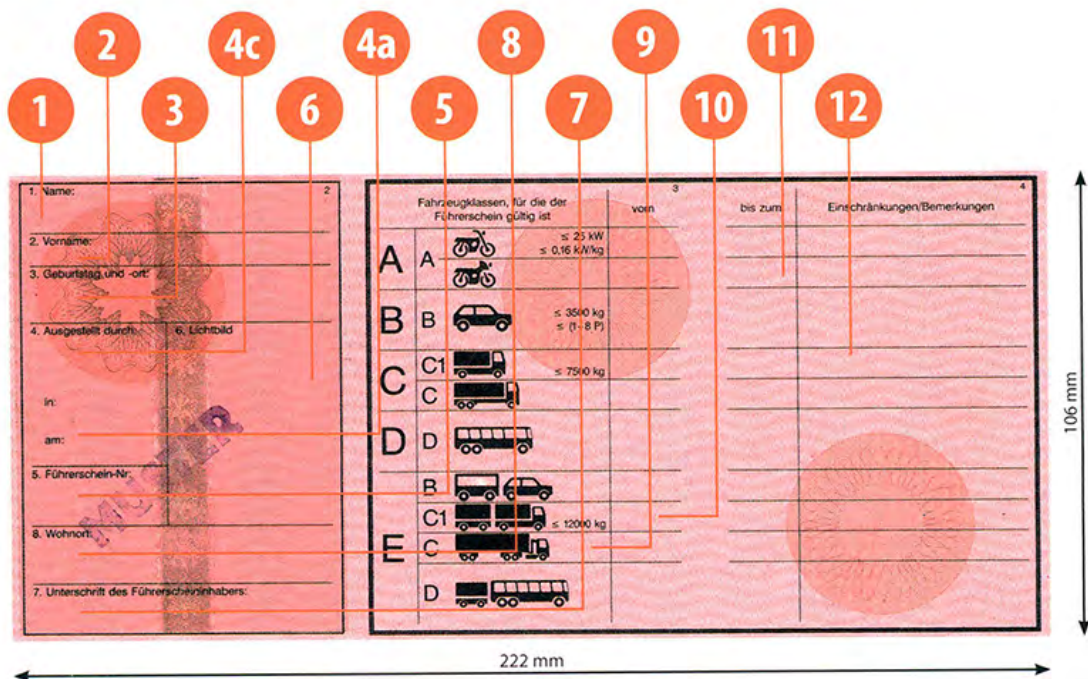 2 4c 4a 8 9 11
1 3 6 5 7 10 12
1. Name: 2
2. Vorname:
3. Geburtstag und -ort:
4. Ausgestellt durch: 6. Lichtbild
in:
am:
5. Führerschein-Nr:
8. Wohnort:
7. Unterschrift des Führerscheininhabers:
MUSTER
3
Fahrzeugklassen, für die der
Führerschein gültig ist
vom
A A ≤ 25 kW
≤ 0,16 kW/kg
B B ≤ 3500 kg
≤ (1- 8 P)
C C1 ≤ 7500 kg
C
D D
E B
C1 ≤ 12000 kg
C
D
4
bis zum Einschränkungen/Bemerkungen
106 mm
222 mm